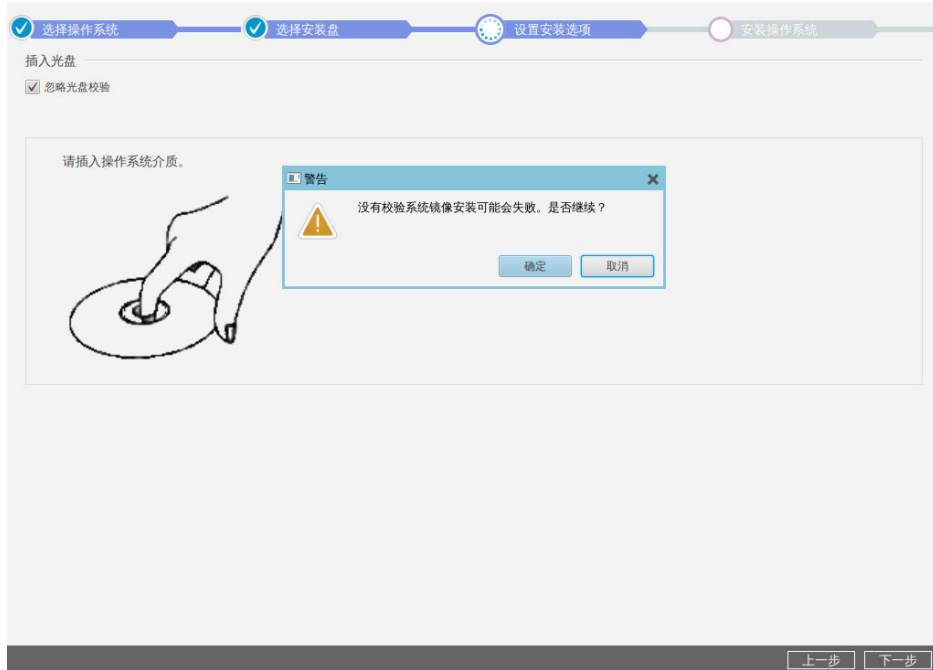 选择操作系统
选择安装盘
设置安装选项
安装操作系统
插入光盘
忽略光盘校验
请插入操作系统介质。
警告
没有校验系统镜像安装可能会失败。是否继续？
确定
取消
上一步
下一步